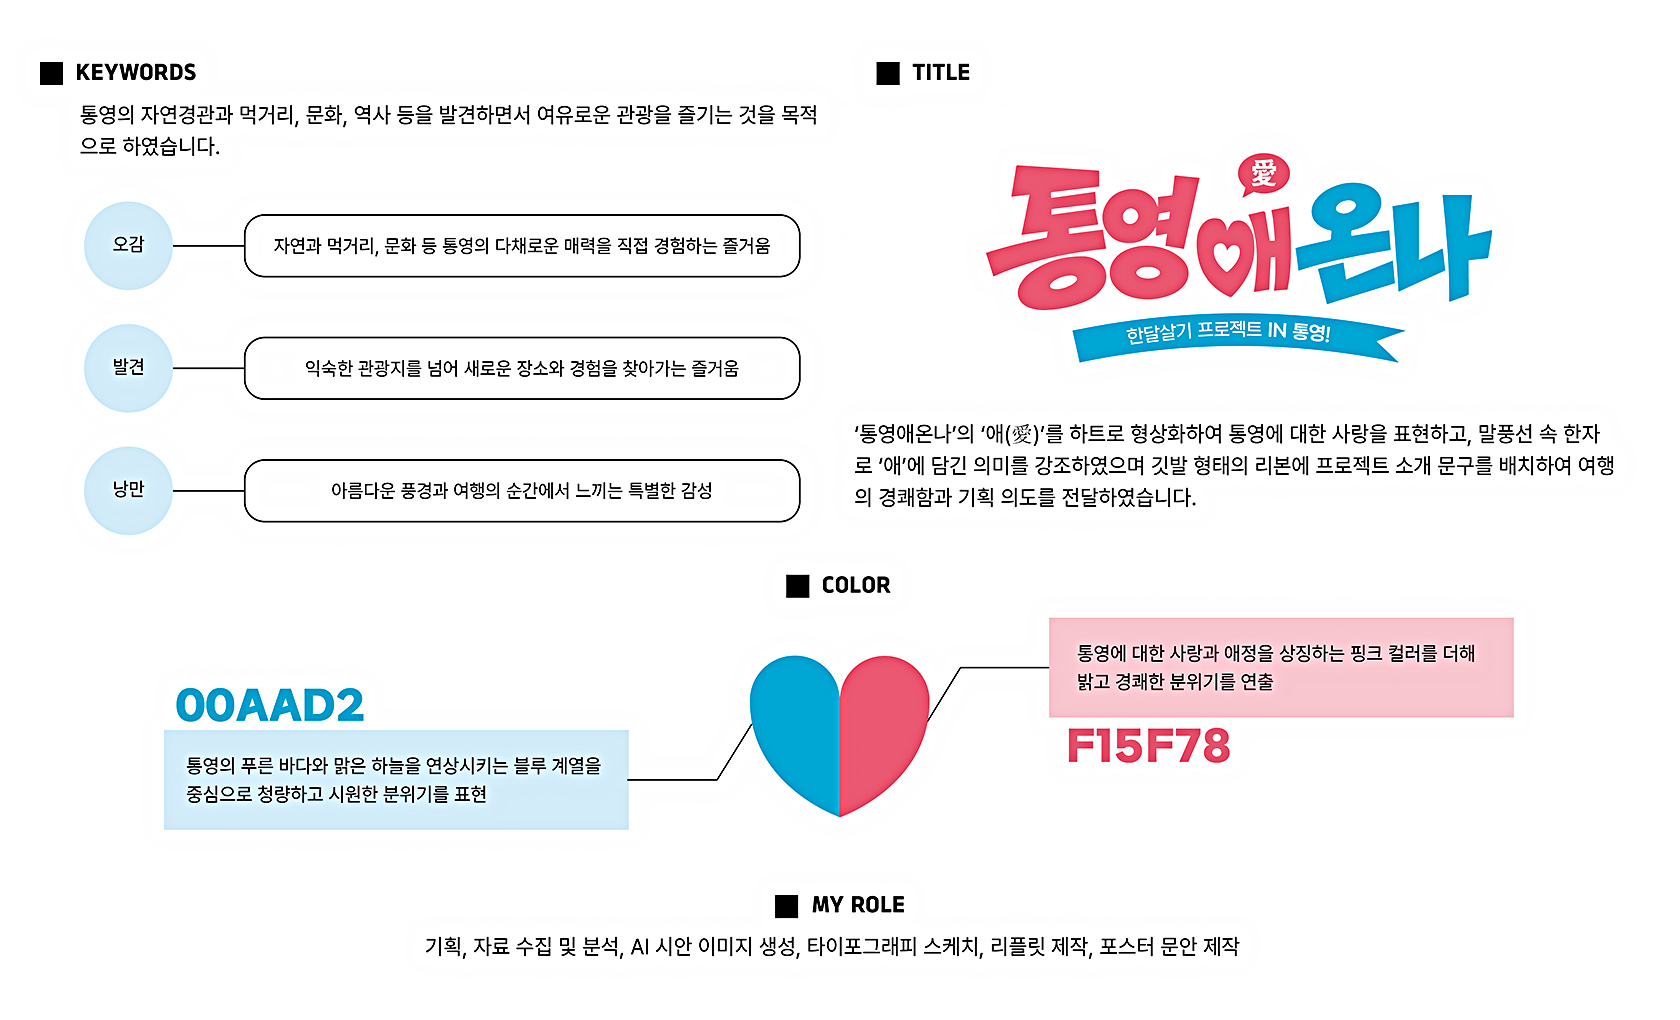 KEYWORDS
통영의 자연경관과 먹거리, 문화, 역사 등을 발견하면서 여유로운 관광을 즐기는 것을 목적
으로 하였습니다.
오감
자연과 먹거리, 문화 등 통영의 다채로운 매력을 직접 경험하는 즐거움
발견
익숙한 관광지를 넘어 새로운 장소와 경험을 찾아가는 즐거움
낭만
아름다운 풍경과 여행의 순간에서 느끼는 특별한 감성
TITLE
愛
통영애온나
한달살기 프로젝트 IN 통영!
‘통영애온나’의 ‘애(愛)’를 하트로 형상화하여 통영에 대한 사랑을 표현하고, 말풍선 속 한자
로 ‘애’에 담긴 의미를 강조하였으며 깃발 형태의 리본에 프로젝트 소개 문구를 배치하여 여행
의 경쾌함과 기획 의도를 전달하였습니다.
COLOR
00AAD2
통영의 푸른 바다와 맑은 하늘을 연상시키는 블루 계열을
중심으로 청량하고 시원한 분위기를 표현
통영에 대한 사랑과 애정을 상징하는 핑크 컬러를 더해
밝고 경쾌한 분위기를 연출
F15F78
MY ROLE
기획, 자료 수집 및 분석, AI 시안 이미지 생성, 타이포그래피 스케치, 리플릿 제작, 포스터 문안 제작